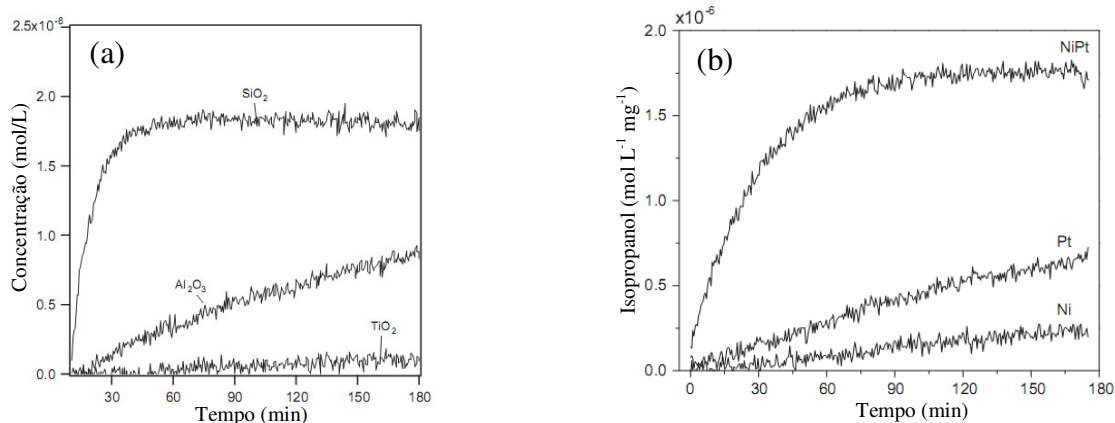 (a)
2.5x10⁻⁶
2.0
1.5
1.0
0.5
0.0
Concentração (mol/L)
SiO₂
Al₂O₃
TiO₂
30
60
90
120
150
180
Tempo (min)
(b)
x10⁻⁶
2.0
1.5
1.0
0.5
0.0
Isopropanol (mol L⁻¹ mg⁻¹)
NiPt
Pt
Ni
0
30
60
90
120
150
180
Tempo (min)